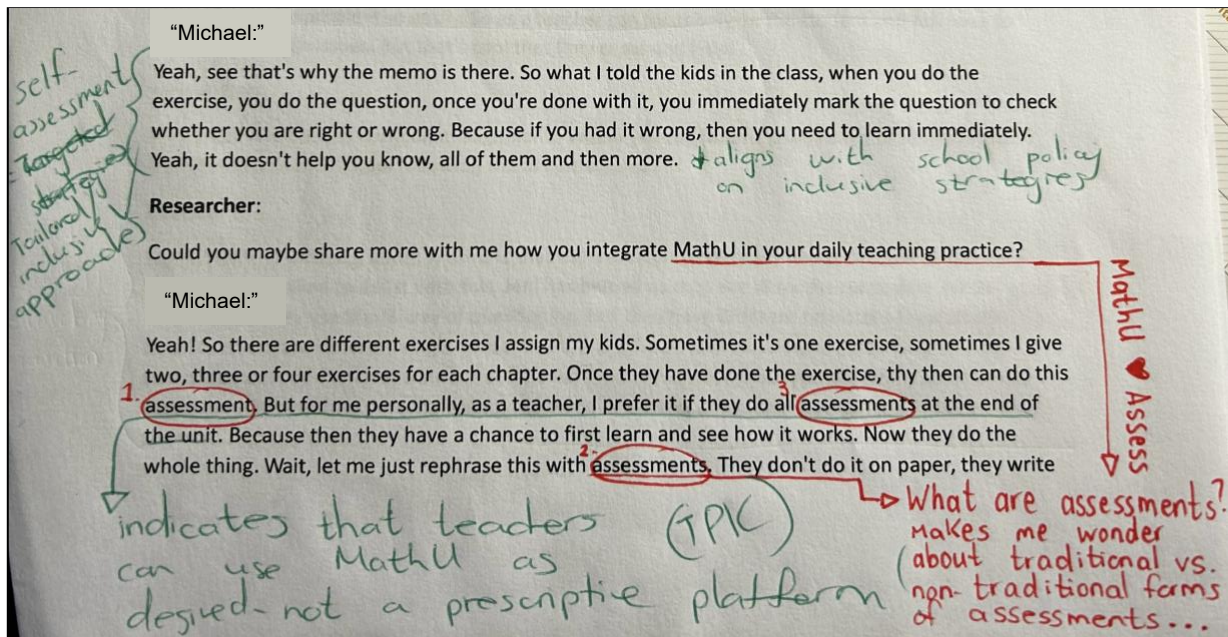 “Michael:”
self-
assessment
Targeted
strategies
Tailored
inclusive
approaches
Yeah, see that's why the memo is there. So what I told the kids in the class, when you do the
exercise, you do the question, once you're done with it, you immediately mark the question to check
whether you are right or wrong. Because if you had it wrong, then you need to learn immediately.
Yeah, it doesn't help you know, all of them and then more.
aligns with school policy
on inclusive strategies
Researcher:
Could you maybe share more with me how you integrate MathU in your daily teaching practice?
MathU ♥ Assess
“Michael:”
Yeah! So there are different exercises I assign my kids. Sometimes it's one exercise, sometimes I give
two, three or four exercises for each chapter. Once they have done the exercise, thy then can do this
1. assessment. But for me personally, as a teacher, I prefer it if they do all 3 assessments at the end of
the unit. Because then they have a chance to first learn and see how it works. Now they do the
whole thing. Wait, let me just rephrase this with 2. assessments. They don't do it on paper, they write
indicates that teachers (TPIC)
can use MathU as
desired - not a prescriptive platform
What are assessments?
Makes me wonder
about traditional vs.
non-traditional forms
of assessments...